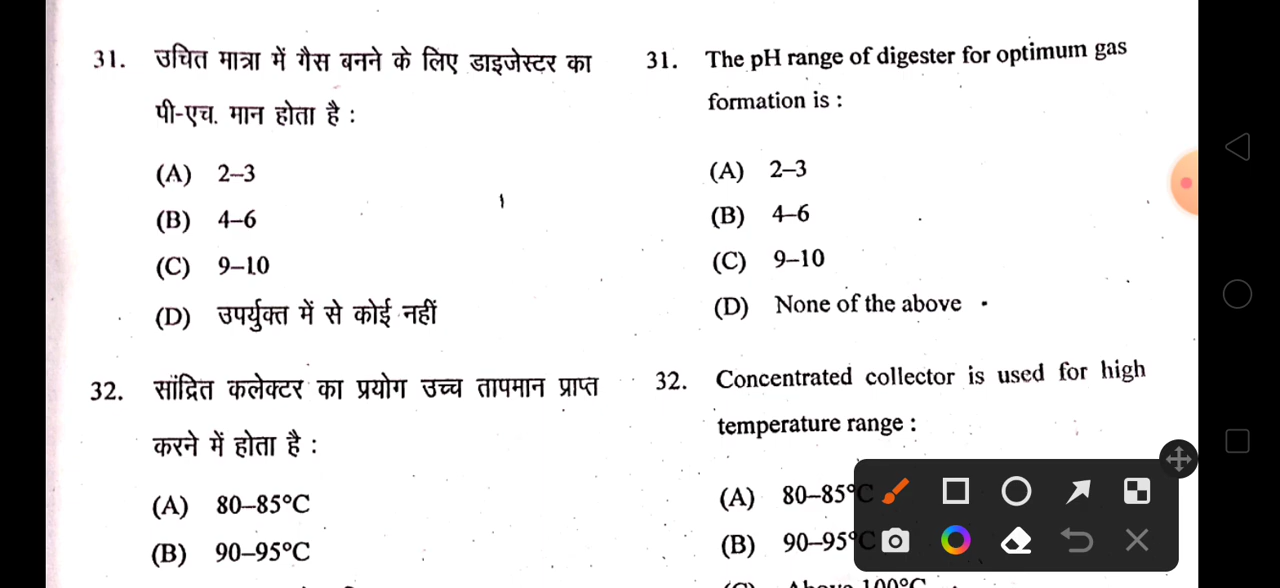 31. उचित मात्रा में गैस बनने के लिए डाइजेस्टर का
पी-एच. मान होता है :
(A) 2–3
(B) 4–6
(C) 9–10
(D) उपर्युक्त में से कोई नहीं
32. सांद्रित कलेक्टर का प्रयोग उच्च तापमान प्राप्त
करने में होता है :
(A) 80–85°C
(B) 90–95°C
31. The pH range of digester for optimum gas
formation is :
(A) 2–3
(B) 4–6
(C) 9–10
(D) None of the above
32. Concentrated collector is used for high
temperature range :
(A) 80–85°C
(B) 90–95°C
(C) Above 100°C